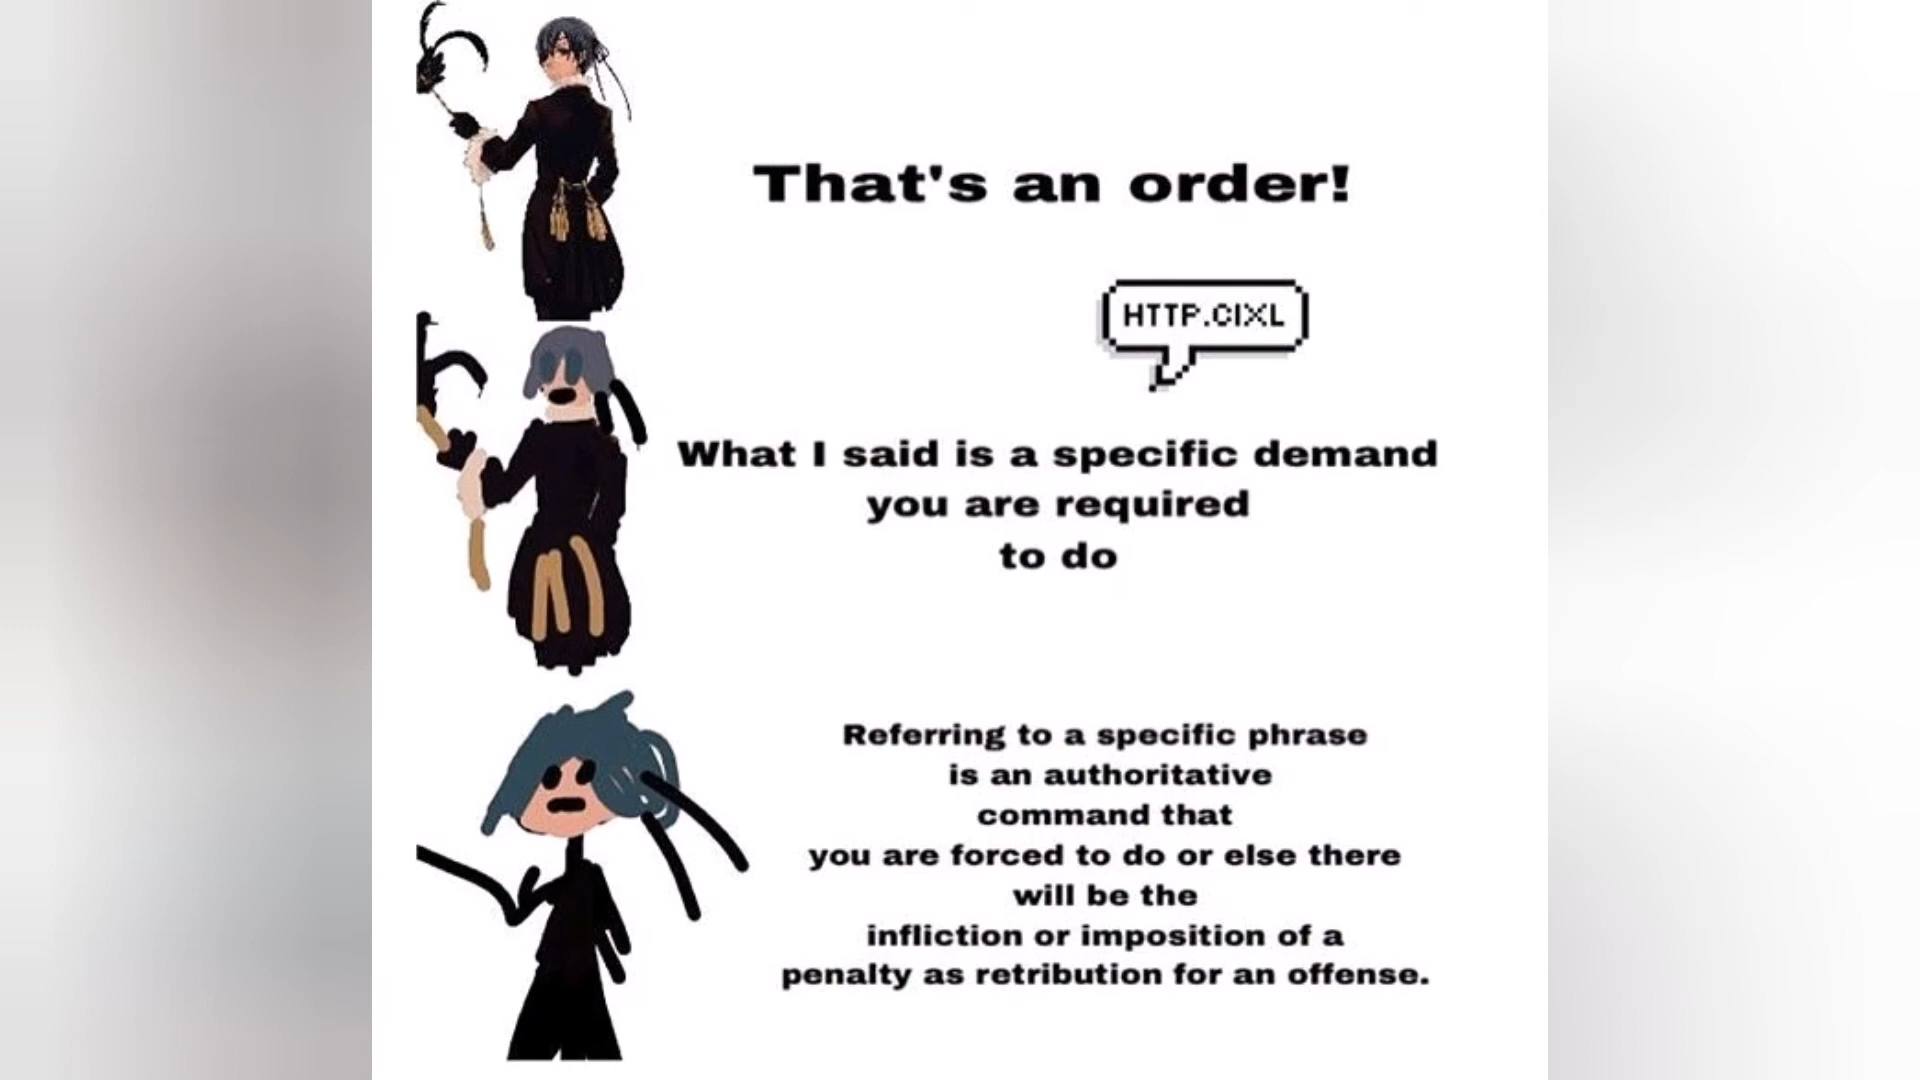 That's an order!
HTTP.CIXL
What I said is a specific demand
you are required
to do
Referring to a specific phrase
is an authoritative
command that
you are forced to do or else there
will be the
infliction or imposition of a
penalty as retribution for an offense.